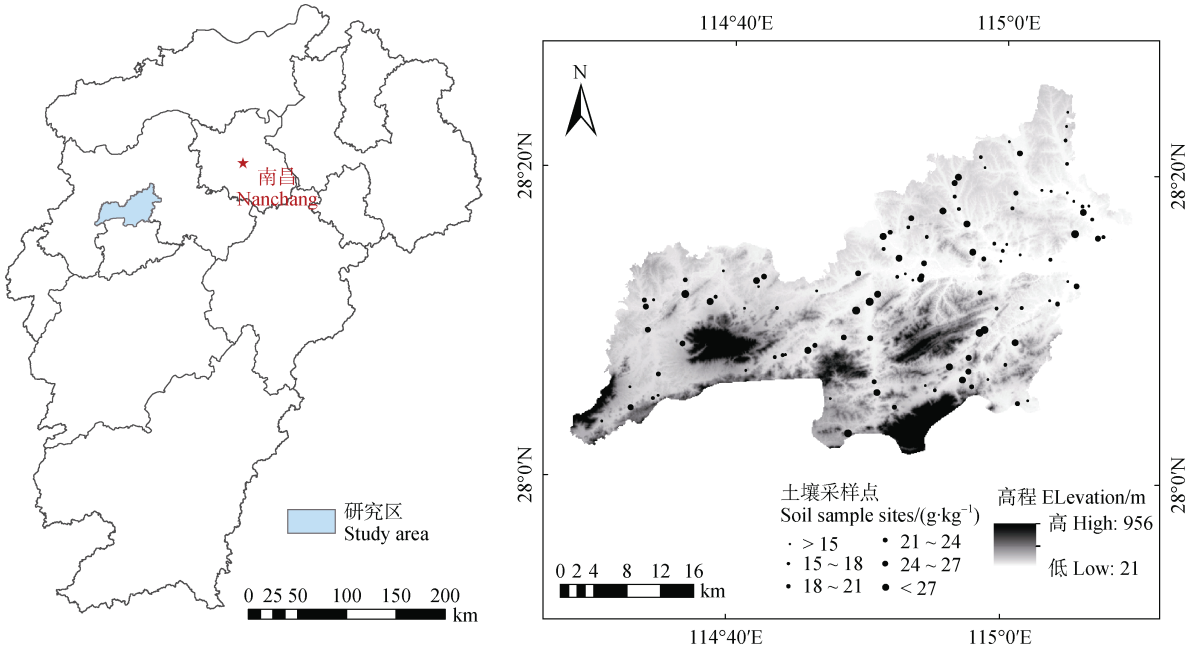 南昌
Nanchang
研究区
Study area
0 25 50 100 150 200
km
114°40′E 115°0′E
N
28°20′N
28°20′N
28°0′N
28°0′N
土壤采样点
Soil sample sites/(g·kg⁻¹)
> 15
15 ~ 18
18 ~ 21
21 ~ 24
24 ~ 27
< 27
高程 ELevation/m
高 High: 956
低 Low: 21
0 2 4 8 12 16
km
114°40′E 115°0′E